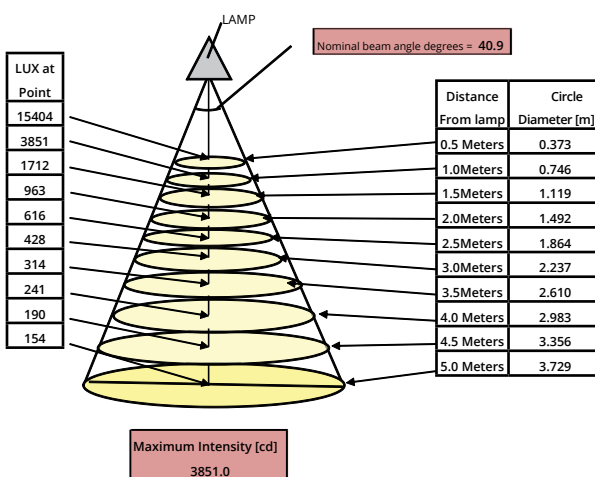 LAMP
Nominal beam angle degrees = 40.9
LUX at
Point
15404
3851
1712
963
616
428
314
241
190
154
Distance Circle
From lamp Diameter [m]
0.5 Meters 0.373
1.0Meters 0.746
1.5Meters 1.119
2.0Meters 1.492
2.5Meters 1.864
3.0Meters 2.237
3.5Meters 2.610
4.0 Meters 2.983
4.5 Meters 3.356
5.0 Meters 3.729
Maximum Intensity [cd]
3851.0